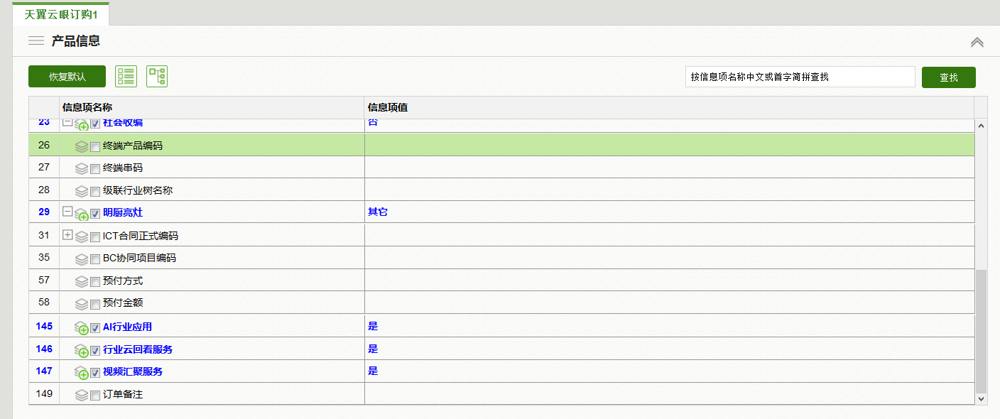 天翼云眼订购1
产品信息
恢复默认
按信息项名称中文或首字简拼查找
查找
信息项名称 信息项值
23 社会收编 否
26 终端产品编码
27 终端串码
28 级联行业树名称
29 明厨亮灶 其它
31 ICT合同正式编码
35 BC协同项目编码
57 预付方式
58 预付金额
145 AI行业应用 是
146 行业云回看服务 是
147 视频汇聚服务 是
149 订单备注